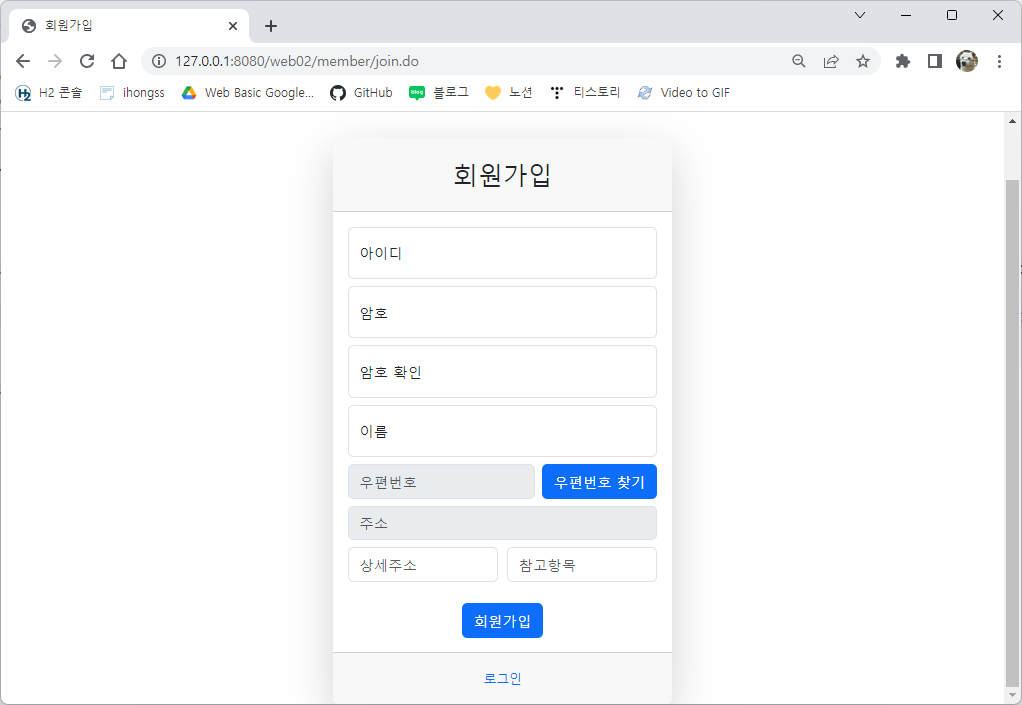 회원가입
127.0.0.1:8080/web02/member/join.do
H2 콘솔 ihongss Web Basic Google... GitHub 블로그 노션 티스토리 Video to GIF
회원가입
아이디
암호
암호 확인
이름
우편번호 우편번호 찾기
주소
상세주소 참고항목
회원가입
로그인